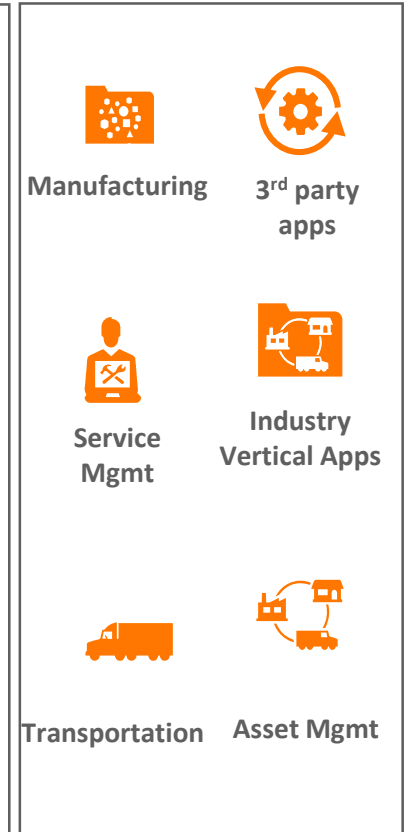 Manufacturing
3rd party
apps
Service
Mgmt
Industry
Vertical Apps
Transportation
Asset Mgmt